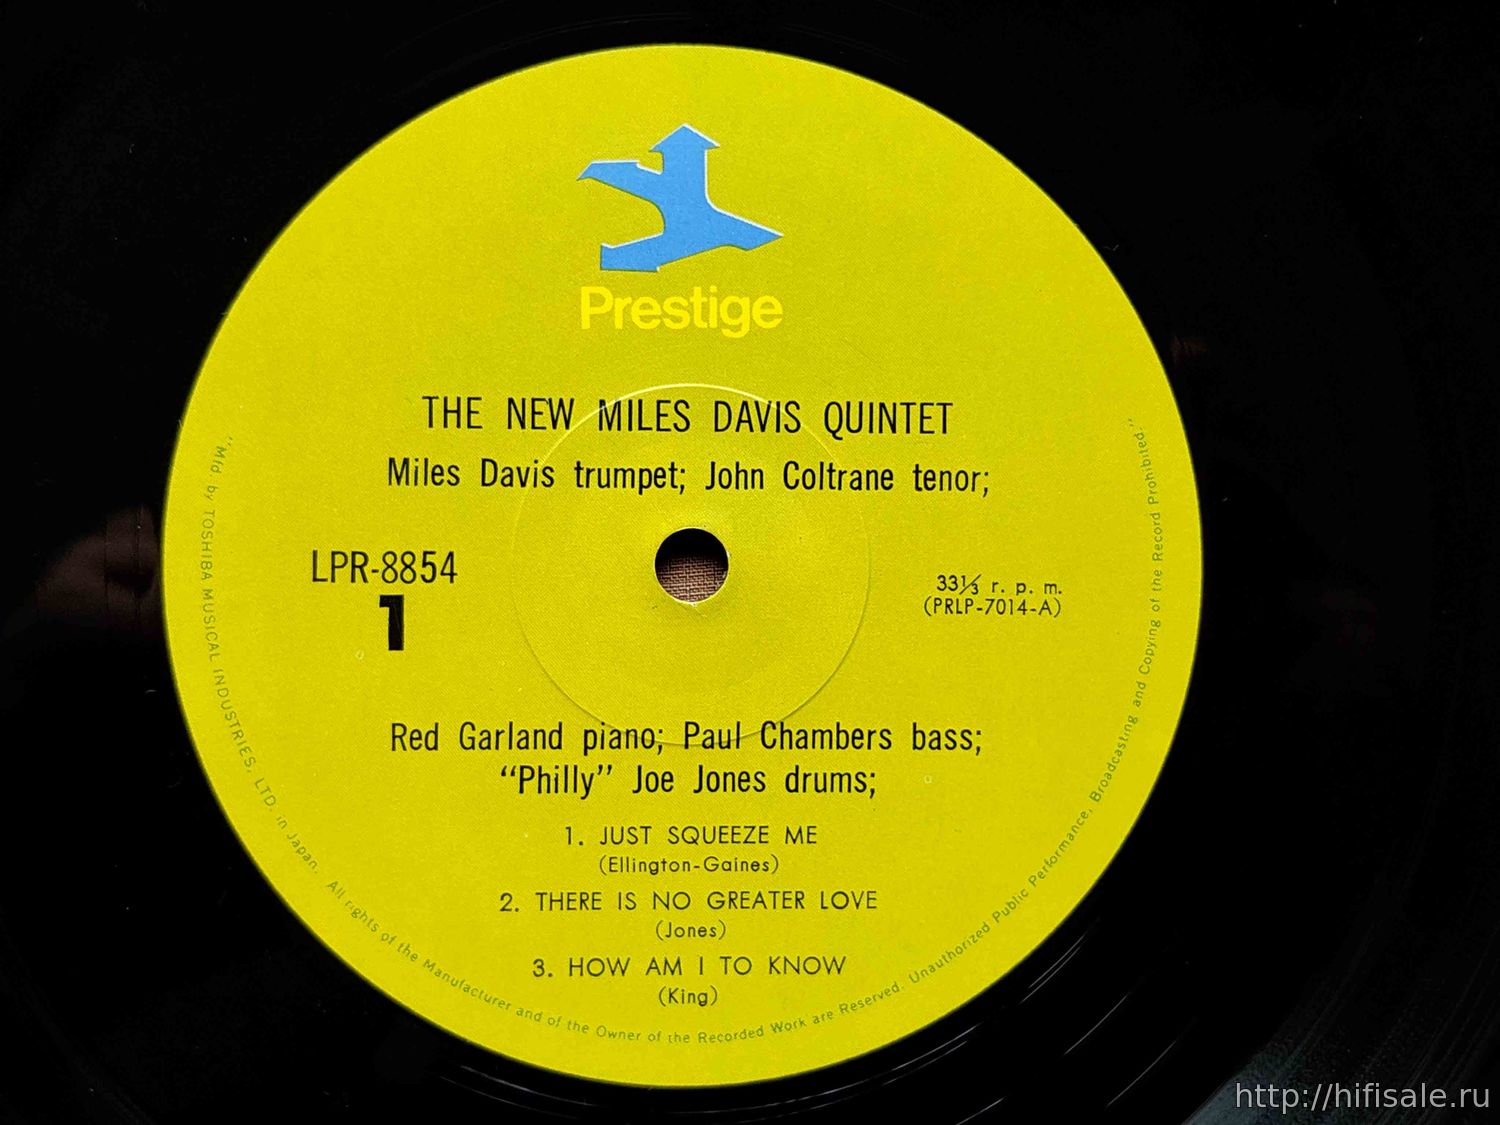 Prestige
THE NEW MILES DAVIS QUINTET
Miles Davis trumpet; John Coltrane tenor;
LPR-8854
1
33⅓ r. p. m.
(PRLP-7014-A)
Red Garland piano; Paul Chambers bass;
“Philly” Joe Jones drums;
1. JUST SQUEEZE ME
(Ellington-Gaines)
2. THERE IS NO GREATER LOVE
(Jones)
3. HOW AM I TO KNOW
(King)
"Mfd. by TOSHIBA MUSICAL INDUSTRIES, LTD. in Japan. All rights of the Manufacturer and of the Owner of the Recorded Work are Reserved. Unauthorized Public Performance, Broadcasting and Copying of the Record Prohibited."
http://hifisale.ru